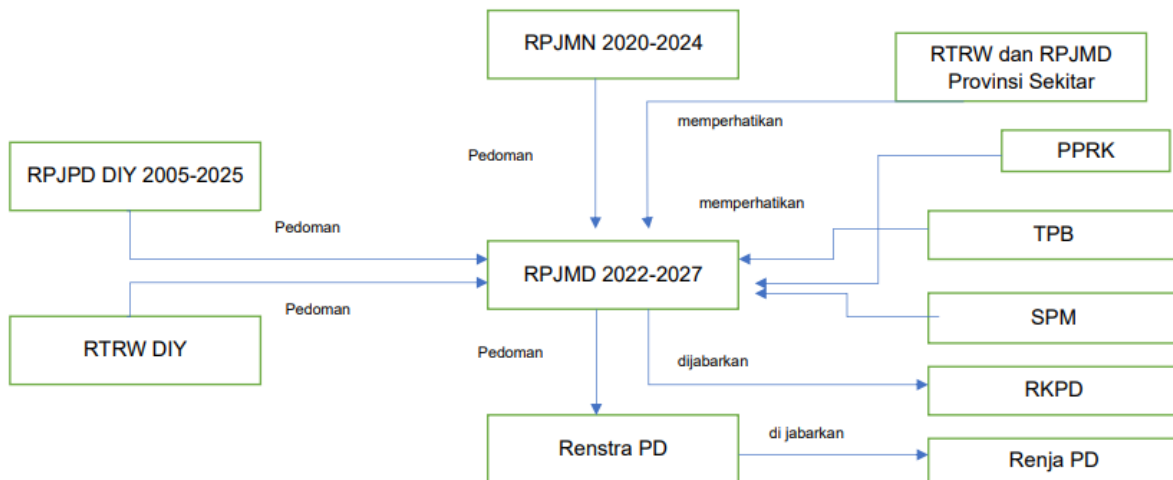 RPJMN 2020-2024
RTRW dan RPJMD
Provinsi Sekitar
memperhatikan
PPRK
Pedoman
RPJPD DIY 2005-2025
memperhatikan
Pedoman
TPB
RPJMD 2022-2027
Pedoman
SPM
RTRW DIY
Pedoman
dijabarkan
RKPD
di jabarkan
Renstra PD
Renja PD